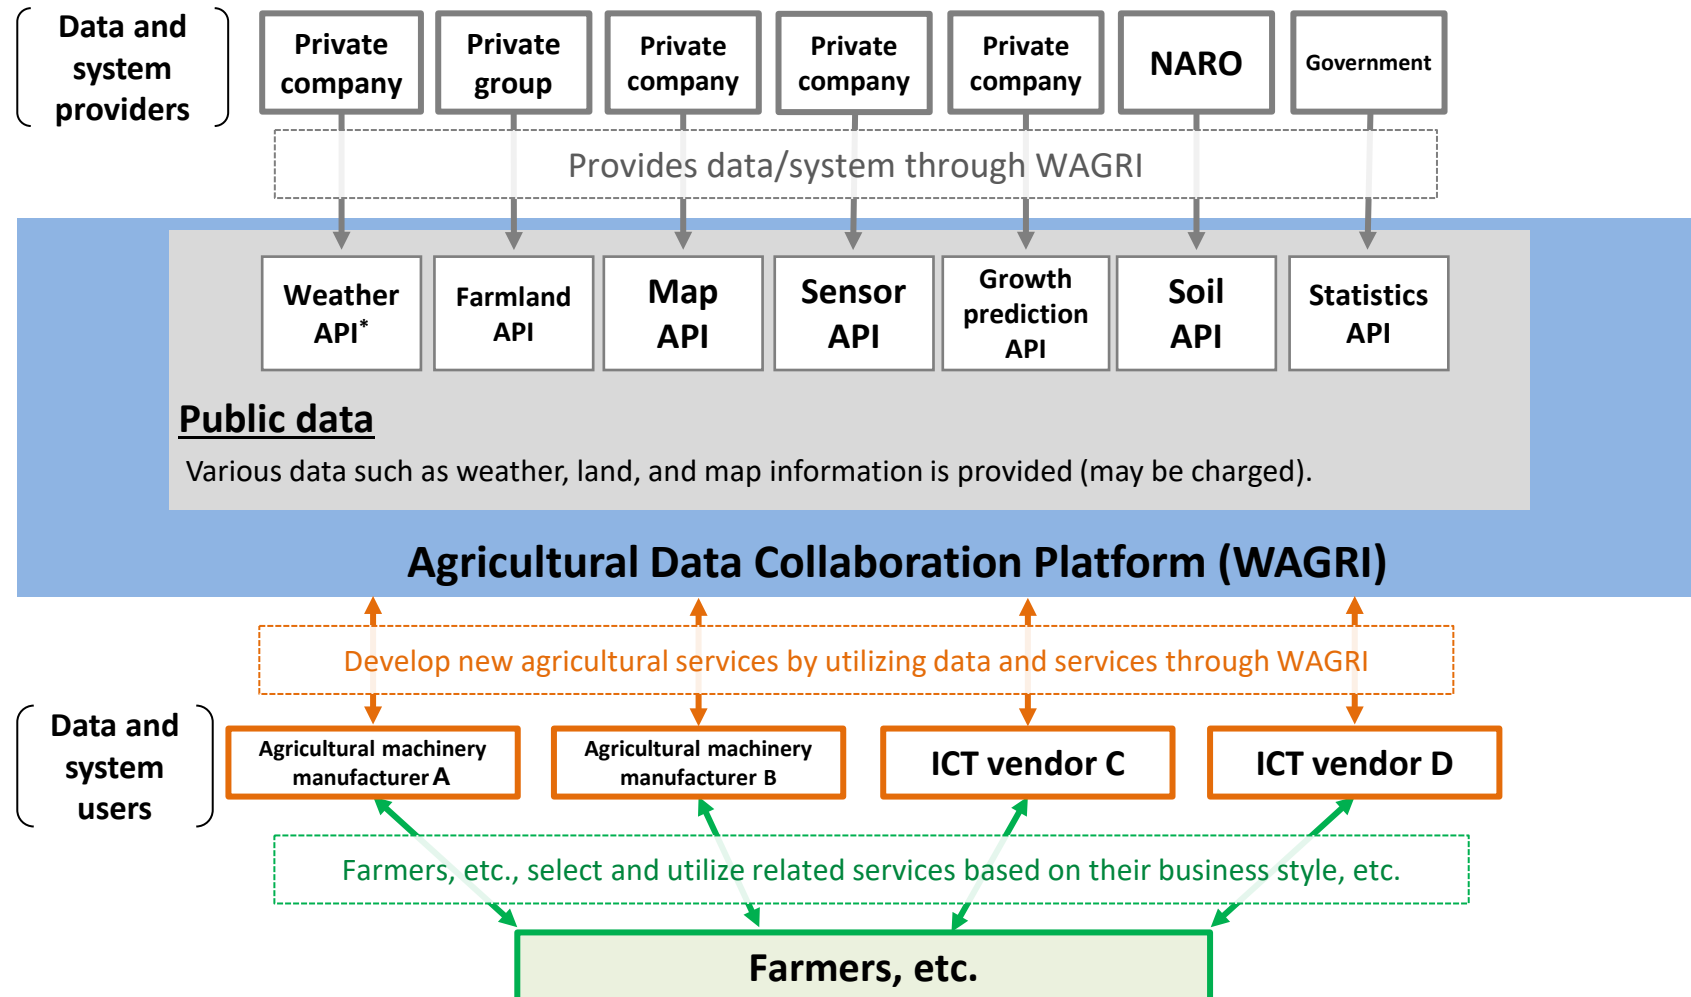 Data and
system
providers
Private
company
Private
group
Private
company
Private
company
Private
company
NARO
Government
Provides data/system through WAGRI
Weather
API*
Farmland
API
Map
API
Sensor
API
Growth
prediction
API
Soil
API
Statistics
API
Public data
Various data such as weather, land, and map information is provided (may be charged).
Agricultural Data Collaboration Platform (WAGRI)
Develop new agricultural services by utilizing data and services through WAGRI
Data and
system
users
Agricultural machinery
manufacturer A
Agricultural machinery
manufacturer B
ICT vendor C
ICT vendor D
Farmers, etc., select and utilize related services based on their business style, etc.
Farmers, etc.